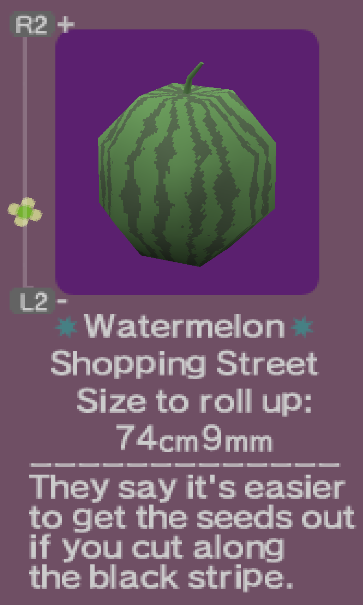 R2 +
L2 -
Watermelon
Shopping Street
Size to roll up:
74cm9mm
They say it's easier
to get the seeds out
if you cut along
the black stripe.